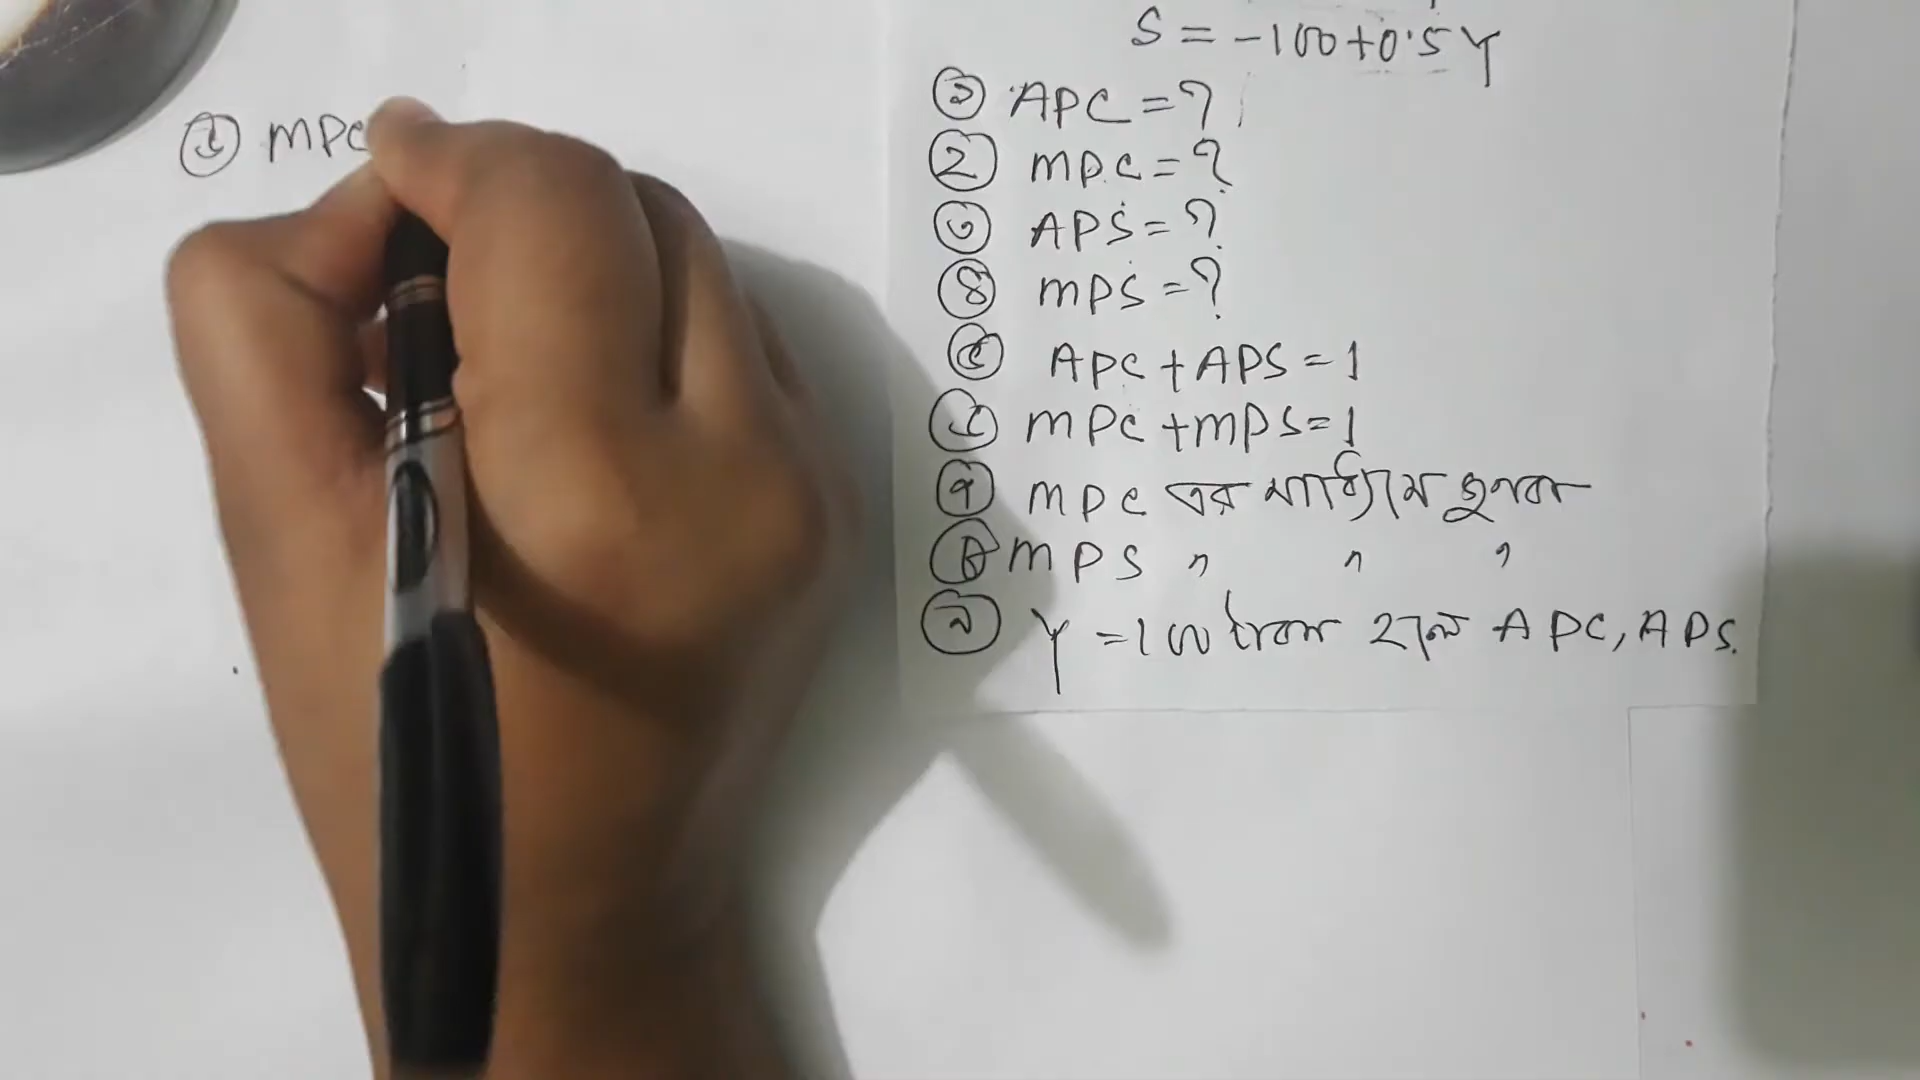 ৬ MPC
S = -100+0.5Y
১ APC = ?
2 MPC = ?
৩ APS = ?
৪ MPS = ?
৫ APC + APS = 1
৬ MPC + MPS = 1
৭ MPC এর মাধ্যমে গুণক
৮ MPS " " "
৯ Y = 100 টাকা হলে APC, APS.